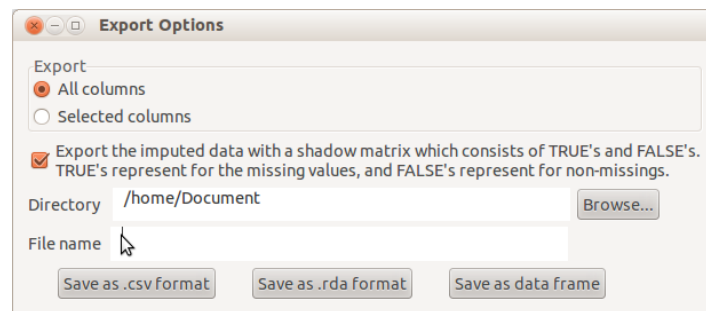 Export Options
Export
All columns
Selected columns
Export the imputed data with a shadow matrix which consists of TRUE's and FALSE's.
TRUE's represent for the missing values, and FALSE's represent for non-missings.
Directory /home/Document Browse...
File name
Save as .csv format Save as .rda format Save as data frame